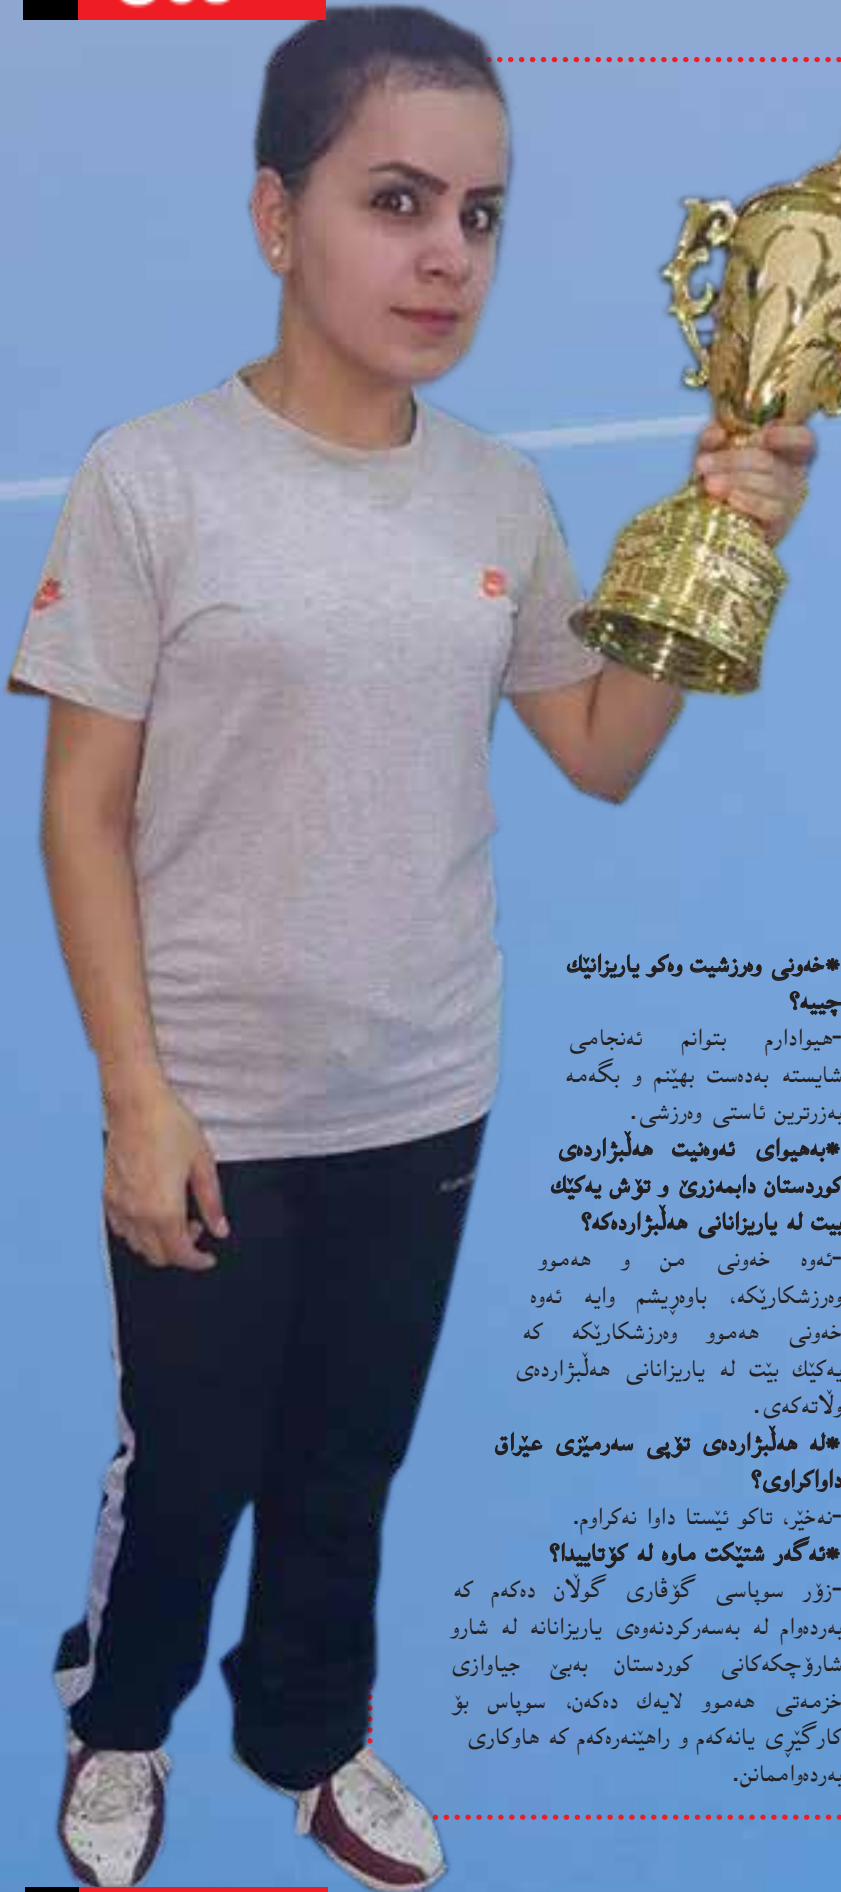 *خەونی وەرزشیت وەکو یاریزانێك
چییە؟
-هیوادارم بتوانم ئەنجامی
شایستە بەدەست بهێنم و بگەمە
بەرزترین ئاستی وەرزشی.
*بەهیوای ئەوەنیت هەڵبژاردەی
کوردستان دابمەزرێ و تۆش یەکێك
بیت لە یاریزانانی هەڵبژاردەکە؟
-ئەوە خەونی من و هەموو
وەرزشکارێکە، باوەڕیشم وایە ئەوە
خەونی هەموو وەرزشکارێکە کە
یەکێك بێت لە یاریزانانی هەڵبژاردەی
وڵاتەکەی.
*لە هەڵبژاردەی تۆپی سەرمێزی عێراق
داواکراوی؟
-نەخێر، تاکو ئێستا داوا نەکراوم.
*ئەگەر شتێکت ماوە لە کۆتاییدا؟
-زۆر سوپاسی گۆڤاری گوڵان دەکەم کە
بەردەوام لە بەسەرکردنەوەی یاریزانانە لە شارو
شارۆچکەکانی کوردستان بەبێ جیاوازی
خزمەتی هەموو لایەك دەکەن، سوپاس بۆ
کارگێڕی یانەکەم و راهێنەرەکەم کە هاوکاری
بەردەواممانن.